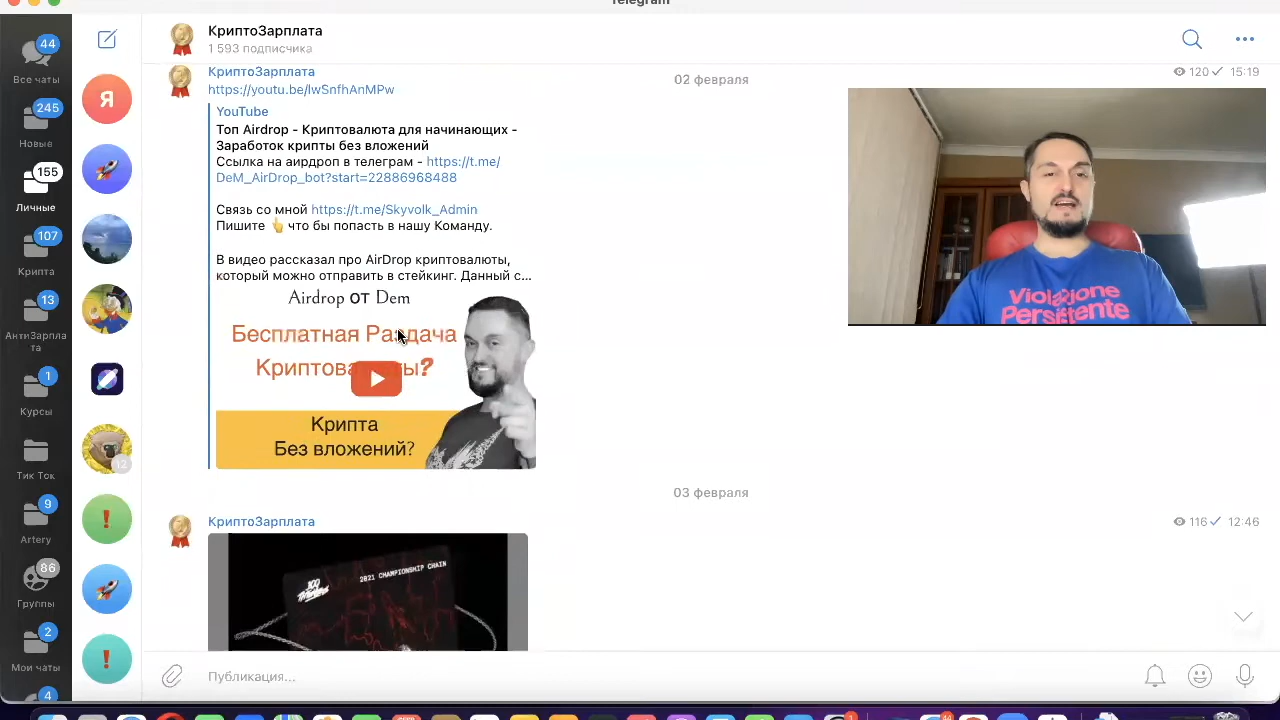 Telegram
44
Все чаты
245
Новые
155
Личные
107
Крипта
13
АнтиЗарпла
та
1
Курсы
Тик Ток
9
Artery
86
Группы
2
Мои чаты
4
Я
12
КриптоЗарплата
1 593 подписчика
02 февраля
КриптоЗарплата
120 15:19
https://youtu.be/lwSnfhAnMPw
YouTube
Топ Airdrop - Криптовалюта для начинающих -
Заработок крипты без вложений
Ссылка на аирдроп в телеграм - https://t.me/
DeM_AirDrop_bot?start=22886968488
Связь со мной https://t.me/Skyvolk_Admin
Пишите 👆 что бы попасть в нашу Команду.
В видео рассказал про AirDrop криптовалюты,
который можно отправить в стейкинг. Данный с...
Airdrop от Dem
Бесплатная Раздача
Крипта
Без вложений?
03 февраля
КриптоЗарплата
116 12:46
2021 CHAMPIONSHIP CHAIN
Публикация...
Violazione
Persistente